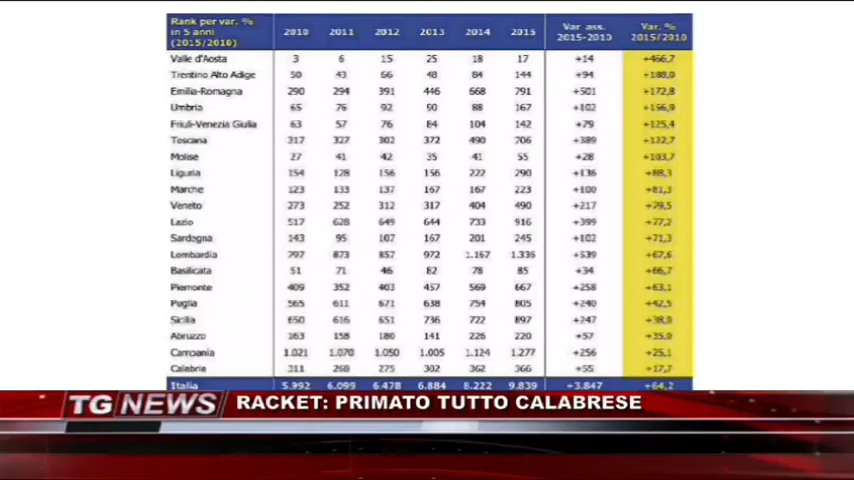 Rank per var. % in 5 anni (2015/2010) 2010 2011 2012 2013 2014 2015 Var ass. 2015-2010 Var. % 2015/2010
Valle d'Aosta 3 6 15 25 18 17 +14 +466,7
Trentino Alto Adige 50 43 66 48 84 144 +94 +188,0
Emilia-Romagna 290 294 391 446 668 791 +501 +172,8
Umbria 65 76 92 90 88 167 +102 +156,9
Friuli-Venezia Giulia 63 57 76 84 104 142 +79 +125,4
Toscana 317 327 302 372 490 706 +389 +122,7
Molise 27 41 42 35 41 55 +28 +103,7
Liguria 154 128 156 156 222 290 +136 +88,3
Marche 123 133 137 167 167 223 +100 +81,3
Veneto 273 252 312 317 404 490 +217 +79,5
Lazio 517 628 649 644 733 916 +399 +77,2
Sardegna 143 95 107 167 201 245 +102 +71,3
Lombardia 797 873 857 972 1.167 1.336 +539 +67,6
Basilicata 51 71 46 82 78 85 +34 +66,7
Piemonte 409 352 403 457 569 667 +258 +63,1
Puglia 565 611 671 638 754 805 +240 +42,5
Sicilia 650 616 651 736 722 897 +247 +38,0
Abruzzo 163 158 180 141 226 220 +57 +35,0
Campania 1.021 1.070 1.050 1.005 1.124 1.277 +256 +25,1
Calabria 311 268 275 302 362 366 +55 +17,7
Italia 5.992 6.099 6.478 6.884 8.222 9.839 +3.847 +64,2
TG NEWS RACKET: PRIMATO TUTTO CALABRESE